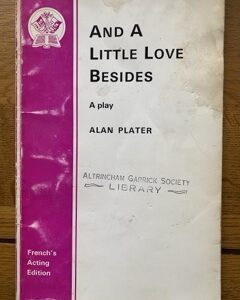 AND A
LITTLE LOVE
BESIDES
A play
ALAN PLATER
ALTRINCHAM GARRICK SOCIETY
LIBRARY
French's
Acting
Edition